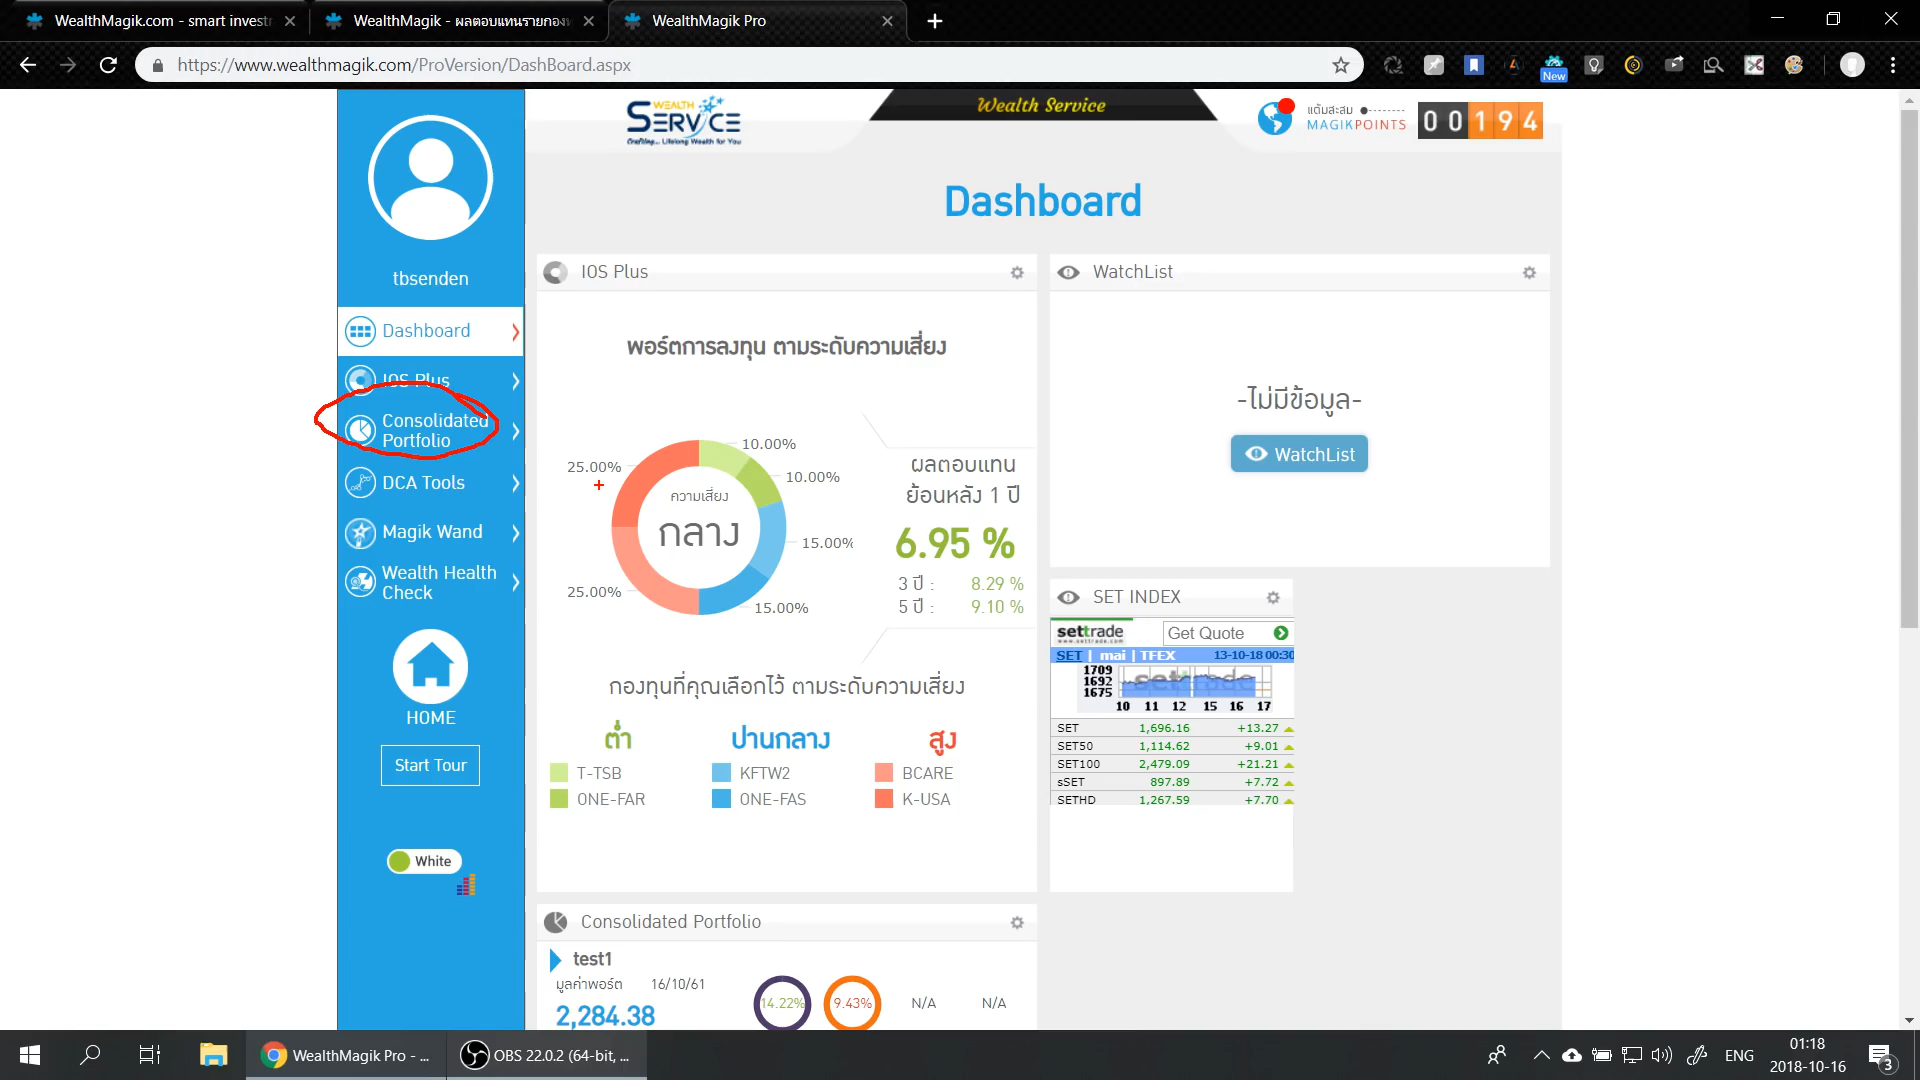 WealthMagik.com - smart invest
WealthMagik - ผลตอบแทนรายกอง
WealthMagik Pro
https://www.wealthmagik.com/ProVersion/DashBoard.aspx
New
WEALTH
SERVICE
Crafting... Lifelong Wealth for You
Wealth Service
แต้มสะสม
MAGIKPOINTS
00194
tbsenden
Dashboard
IOS Plus
Consolidated
Portfolio
DCA Tools
Magik Wand
Wealth Health
Check
HOME
Start Tour
White
Dashboard
IOS Plus
พอร์ตการลงทุน ตามระดับความเสี่ยง
10.00%
25.00%
10.00%
ความเสี่ยง
กลาง
15.00%
25.00%
15.00%
ผลตอบแทน
ย้อนหลัง 1 ปี
6.95 %
3 ปี : 8.29 %
5 ปี : 9.10 %
กองทุนที่คุณเลือกไว้ ตามระดับความเสี่ยง
ต่ำ ปานกลาง สูง
T-TSB KFTW2 BCARE
ONE-FAR ONE-FAS K-USA
WatchList
-ไม่มีข้อมูล-
WatchList
SET INDEX
settrade
www.settrade.com
Get Quote
SET | mai | TFEX 13-10-18 00:30
1709
1692
1675
10 11 12 15 16 17
SET 1,696.16 +13.27
SET50 1,114.62 +9.01
SET100 2,479.09 +21.21
sSET 897.89 +7.72
SETHD 1,267.59 +7.70
Consolidated Portfolio
test1
มูลค่าพอร์ต 16/10/61
2,284.38
14.22% 9.43% N/A N/A
WealthMagik Pro - ...
OBS 22.0.2 (64-bit, ...
ENG
01:18
2018-10-16
3